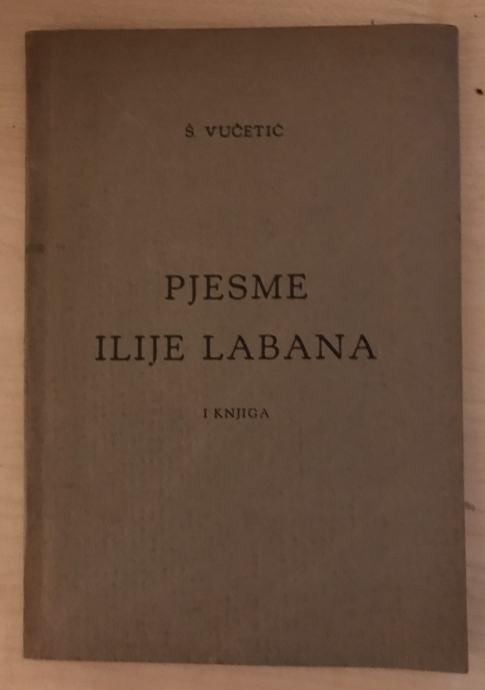 Š. VUČETIĆ
PJESME
ILIJE LABANA
I KNJIGA